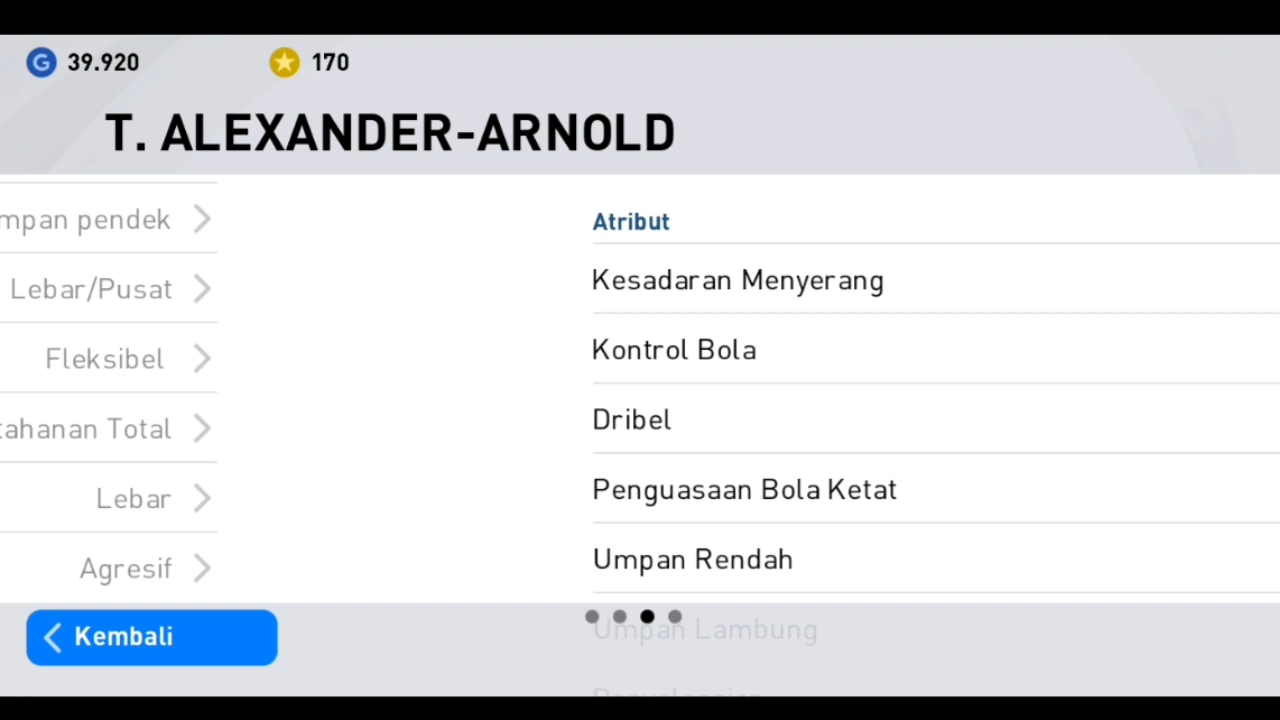 G 39.920 170
T. ALEXANDER-ARNOLD
mpan pendek
Lebar/Pusat
Fleksibel
tahanan Total
Lebar
Agresif
Atribut
Kesadaran Menyerang
Kontrol Bola
Dribel
Penguasaan Bola Ketat
Umpan Rendah
Umpan Lambung
Kembali